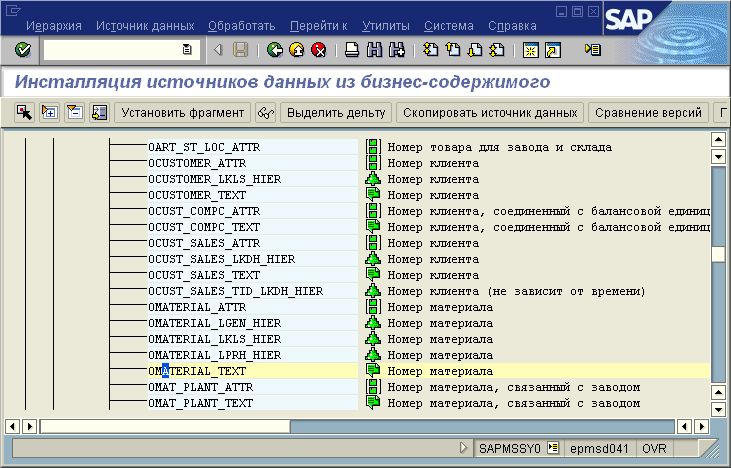 Иерархия Источник данных Обработать Перейти к Утилиты Система Справка
SAP
Инсталляция источников данных из бизнес-содержимого
Установить фрагмент Выделить дельту Скопировать источник данных Сравнение версий П
0ART_ST_LOC_ATTR Номер товара для завода и склада
0CUSTOMER_ATTR Номер клиента
0CUSTOMER_LKLS_HIER Номер клиента
0CUSTOMER_TEXT Номер клиента
0CUST_COMPC_ATTR Номер клиента, соединенный с балансовой единиц
0CUST_COMPC_TEXT Номер клиента, соединенный с балансовой единиц
0CUST_SALES_ATTR Номер клиента
0CUST_SALES_LKDH_HIER Номер клиента
0CUST_SALES_TEXT Номер клиента
0CUST_SALES_TID_LKDH_HIER Номер клиента (не зависит от времени)
0MATERIAL_ATTR Номер материала
0MATERIAL_LGEN_HIER Номер материала
0MATERIAL_LKLS_HIER Номер материала
0MATERIAL_LPRH_HIER Номер материала
0MATERIAL_TEXT Номер материала
0MAT_PLANT_ATTR Номер материала, связанный с заводом
0MAT_PLANT_TEXT Номер материала, связанный с заводом
SAPMSSY0 epmsd041 OVR